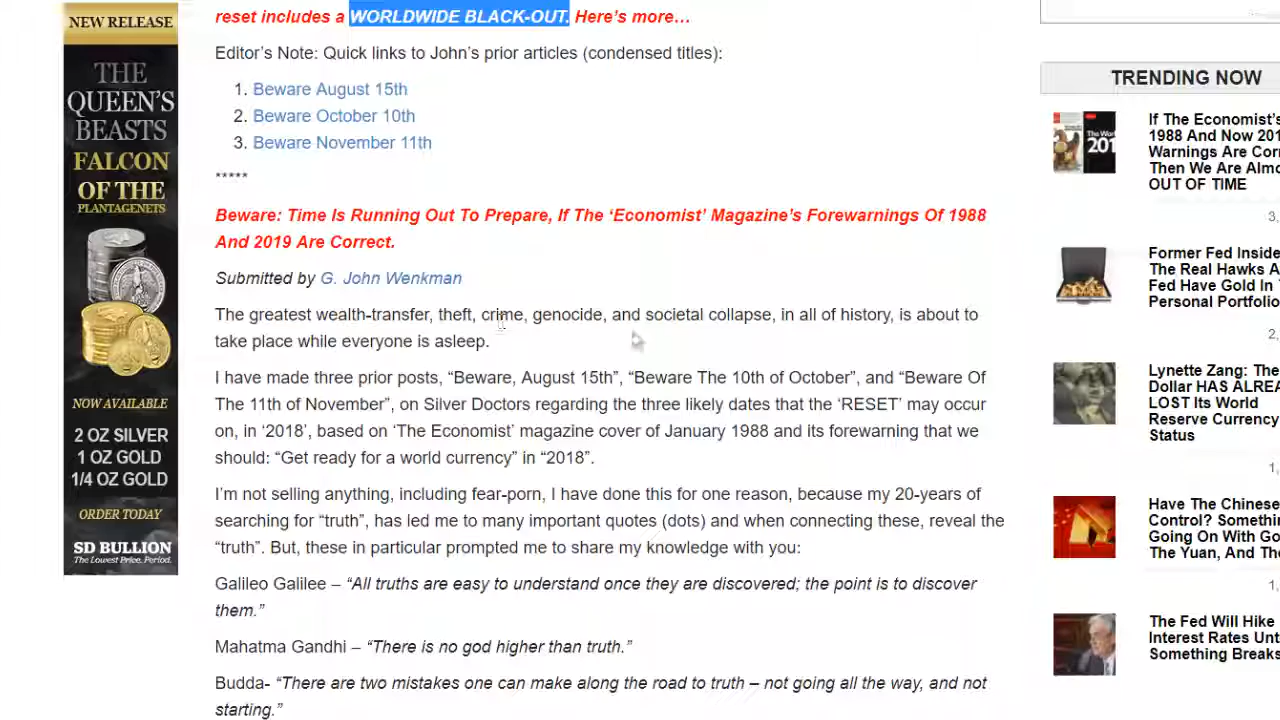 NEW RELEASE
THE
QUEEN'S
BEASTS
FALCON
OF THE
PLANTAGENETS
NOW AVAILABLE
2 OZ SILVER
1 OZ GOLD
1/4 OZ GOLD
ORDER TODAY
SD BULLION
The Lowest Price. Period.
reset includes a WORLDWIDE BLACK-OUT. Here’s more…
Editor’s Note: Quick links to John’s prior articles (condensed titles):
1. Beware August 15th
2. Beware October 10th
3. Beware November 11th
*****
Beware: Time Is Running Out To Prepare, If The ‘Economist’ Magazine’s Forewarnings Of 1988
And 2019 Are Correct.
Submitted by G. John Wenkman
The greatest wealth-transfer, theft, crime, genocide, and societal collapse, in all of history, is about to
take place while everyone is asleep.
I have made three prior posts, “Beware, August 15th”, “Beware The 10th of October”, and “Beware Of
The 11th of November”, on Silver Doctors regarding the three likely dates that the ‘RESET’ may occur
on, in ‘2018’, based on ‘The Economist’ magazine cover of January 1988 and its forewarning that we
should: “Get ready for a world currency” in “2018”.
I’m not selling anything, including fear-porn, I have done this for one reason, because my 20-years of
searching for “truth”, has led me to many important quotes (dots) and when connecting these, reveal the
“truth”. But, these in particular prompted me to share my knowledge with you:
Galileo Galilee – “All truths are easy to understand once they are discovered; the point is to discover
them.”
Mahatma Gandhi – “There is no god higher than truth.”
Budda- “There are two mistakes one can make along the road to truth – not going all the way, and not
starting.”
TRENDING NOW
If The Economist's
1988 And Now 201
Warnings Are Cor
Then We Are Almo
OUT OF TIME
3,
Former Fed Inside
The Real Hawks A
Fed Have Gold In
Personal Portfolio
2,
Lynette Zang: The
Dollar HAS ALREA
LOST Its World
Reserve Currency
Status
1,
Have The Chinese
Control? Somethin
Going On With Go
The Yuan, And The
1,
The Fed Will Hike
Interest Rates Unt
Something Breaks